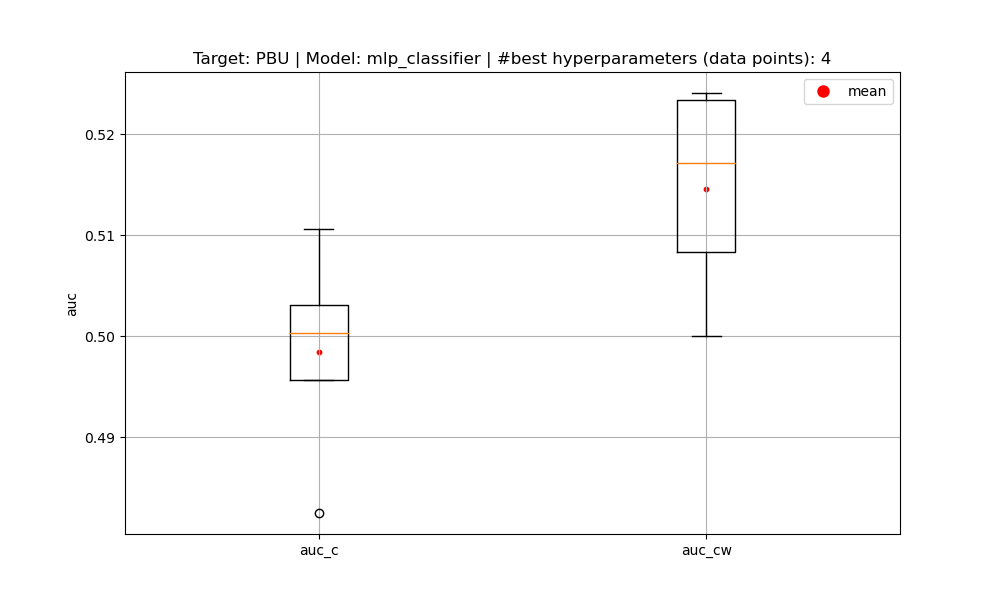 Target: PBU | Model: mlp_classifier | #best hyperparameters (data points): 4
mean
0.52
0.51
0.50
0.49
auc
auc_c
auc_cw